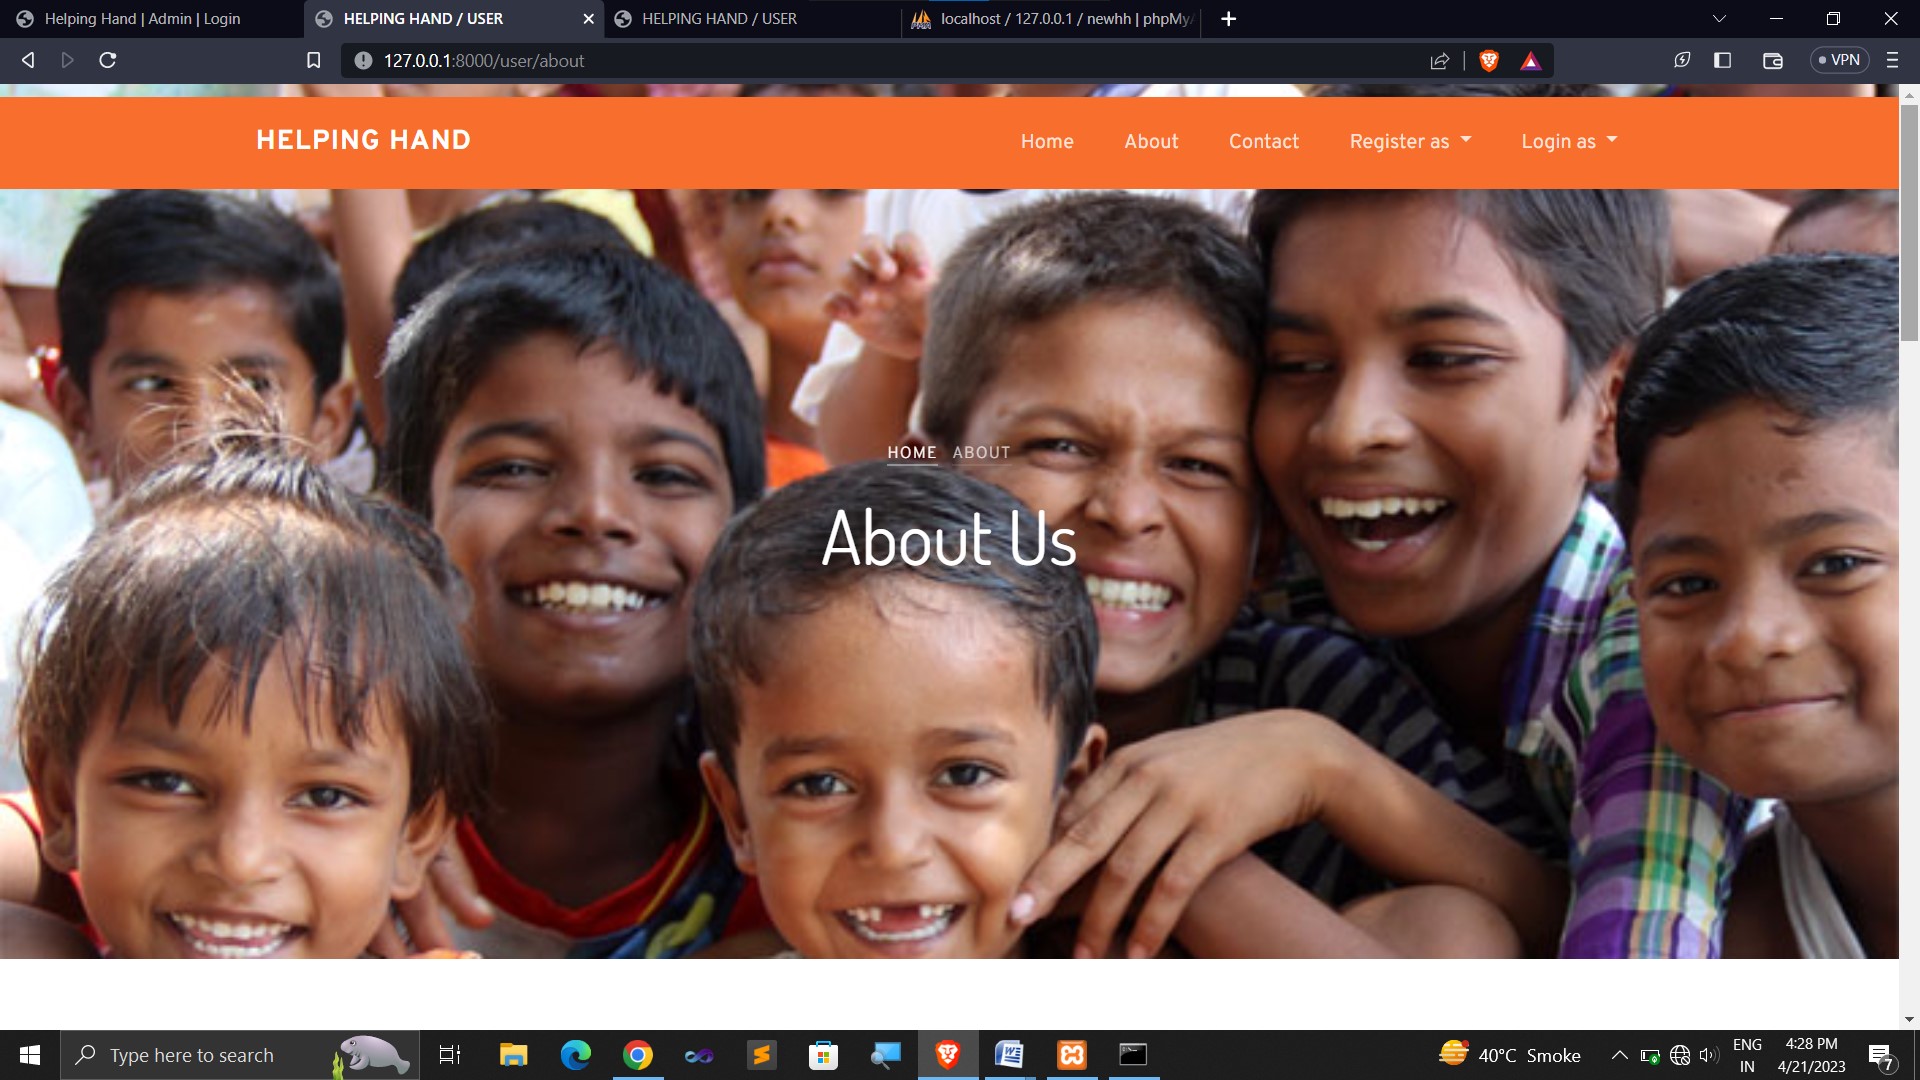 Helping Hand | Admin | Login
HELPING HAND / USER
HELPING HAND / USER
localhost / 127.0.0.1 / newhh | phpMyA
127.0.0.1:8000/user/about
VPN
HELPING HAND
Home
About
Contact
Register as
Login as
HOME ABOUT
About Us
Type here to search
40°C Smoke
ENG
IN
4:28 PM
4/21/2023
7